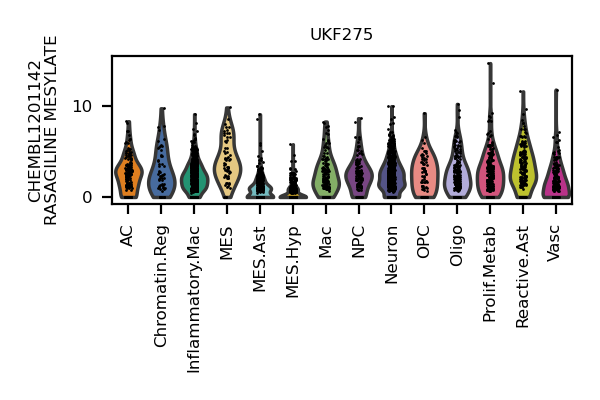 UKF275
CHEMBL1201142
RASAGILINE MESYLATE
10
0
AC
Chromatin.Reg
Inflammatory.Mac
MES
MES.Ast
MES.Hyp
Mac
NPC
Neuron
OPC
Oligo
Prolif.Metab
Reactive.Ast
Vasc